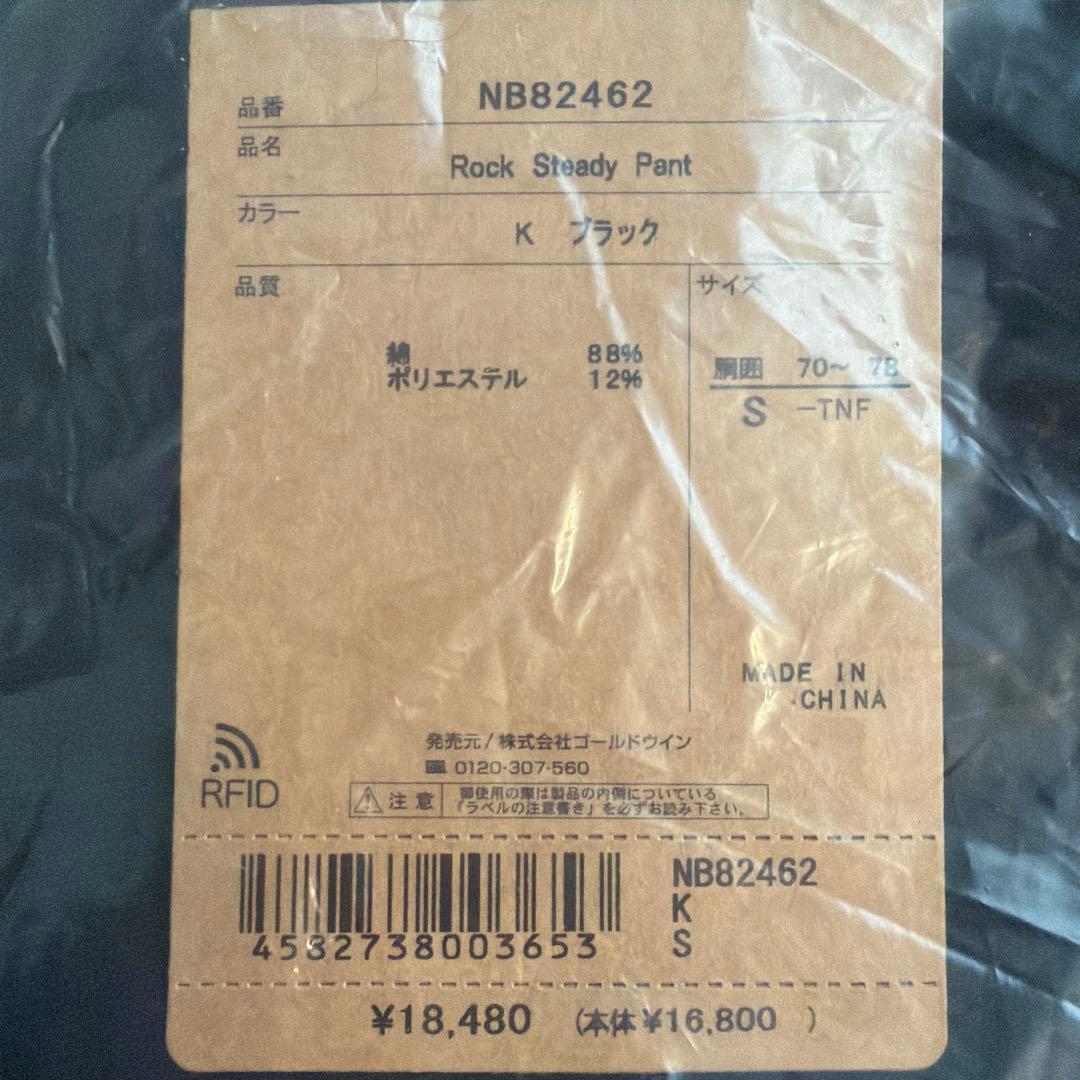 品番 NB82462
品名 Rock Steady Pant
カラー K ブラック
品質
サイズ
綿 88%
ポリエステル 12%
胴囲 70～ 78
S -TNF
MADE IN
CHINA
発売元/株式会社ゴールドウイン
0120-307-560
RFID
注意
御使用の際は製品の内側についている
「ラベルの注意書き」を必ずお読み下さい。
4582738003653
NB82462
K
S
¥18,480 (本体¥16,800 )